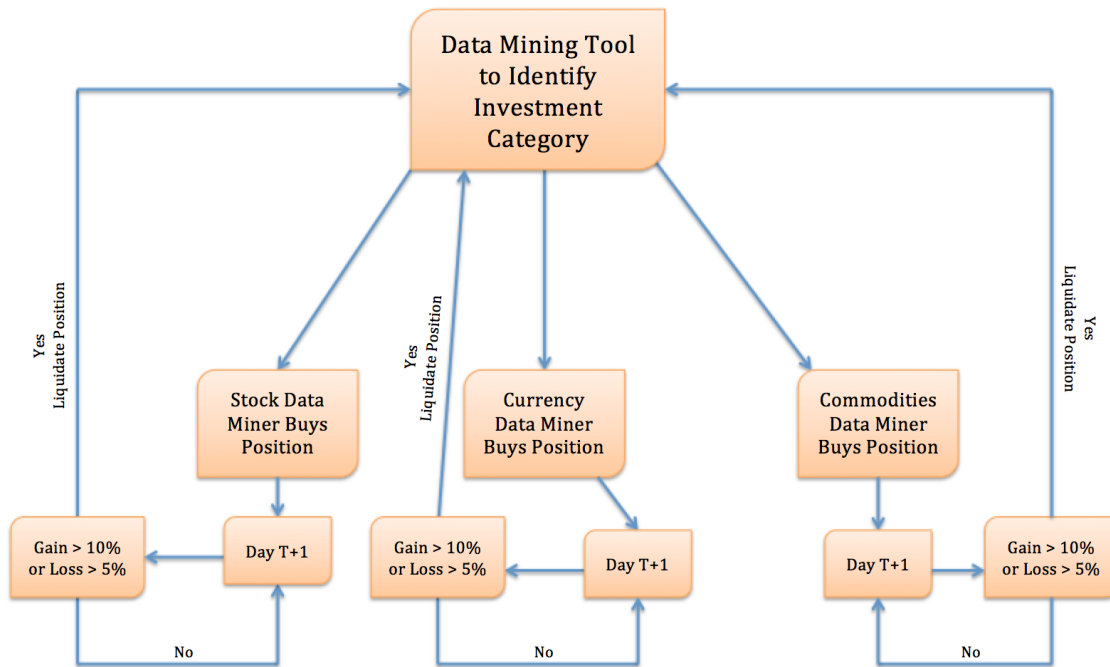 Data Mining Tool
to Identify
Investment
Category
Yes
Liquidate Position
Yes
Liquidate Position
Yes
Liquidate Position
Stock Data
Miner Buys
Position
Currency
Data Miner
Buys Position
Commodities
Data Miner
Buys Position
Gain > 10%
or Loss > 5%
Day T+1
Gain > 10%
or Loss > 5%
Day T+1
Day T+1
Gain > 10%
or Loss > 5%
No
No
No